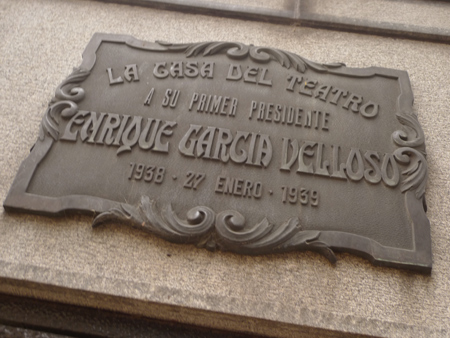 LA CASA DEL TEATRO
A SU PRIMER PRESIDENTE
ENRIQUE GARCIA VELLOSO
1938 · 27 ENERO · 1939